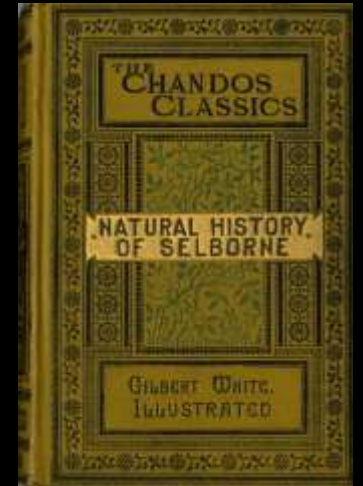 THE
CHANDOS
CLASSICS
NATURAL HISTORY
OF SELBORNE
GILBERT WHITE.
ILLUSTRATED